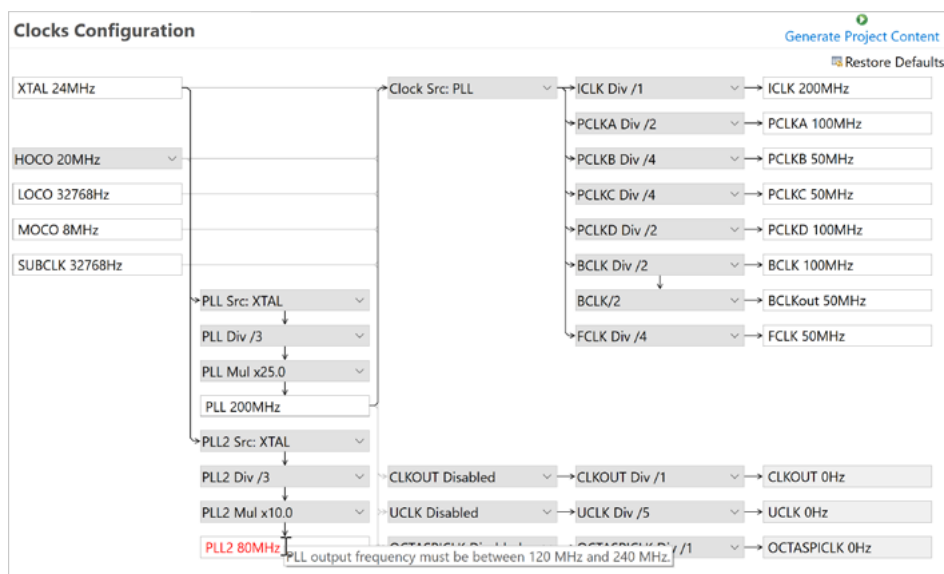 Clocks Configuration
Generate Project Content
Restore Defaults
XTAL 24MHz
Clock Src: PLL
ICLK Div /1
ICLK 200MHz
PCLKA Div /2
PCLKA 100MHz
HOCO 20MHz
PCLKB Div /4
PCLKB 50MHz
LOCO 32768Hz
PCLKC Div /4
PCLKC 50MHz
MOCO 8MHz
PCLKD Div /2
PCLKD 100MHz
SUBCLK 32768Hz
BCLK Div /2
BCLK 100MHz
PLL Src: XTAL
BCLK/2
BCLKout 50MHz
PLL Div /3
FCLK Div /4
FCLK 50MHz
PLL Mul x25.0
PLL 200MHz
PLL2 Src: XTAL
PLL2 Div /3
CLKOUT Disabled
CLKOUT Div /1
CLKOUT 0Hz
PLL2 Mul x10.0
UCLK Disabled
UCLK Div /5
UCLK 0Hz
PLL2 80MHz
PLL output frequency must be between 120 MHz and 240 MHz.
/1
OCTASPICLK 0Hz